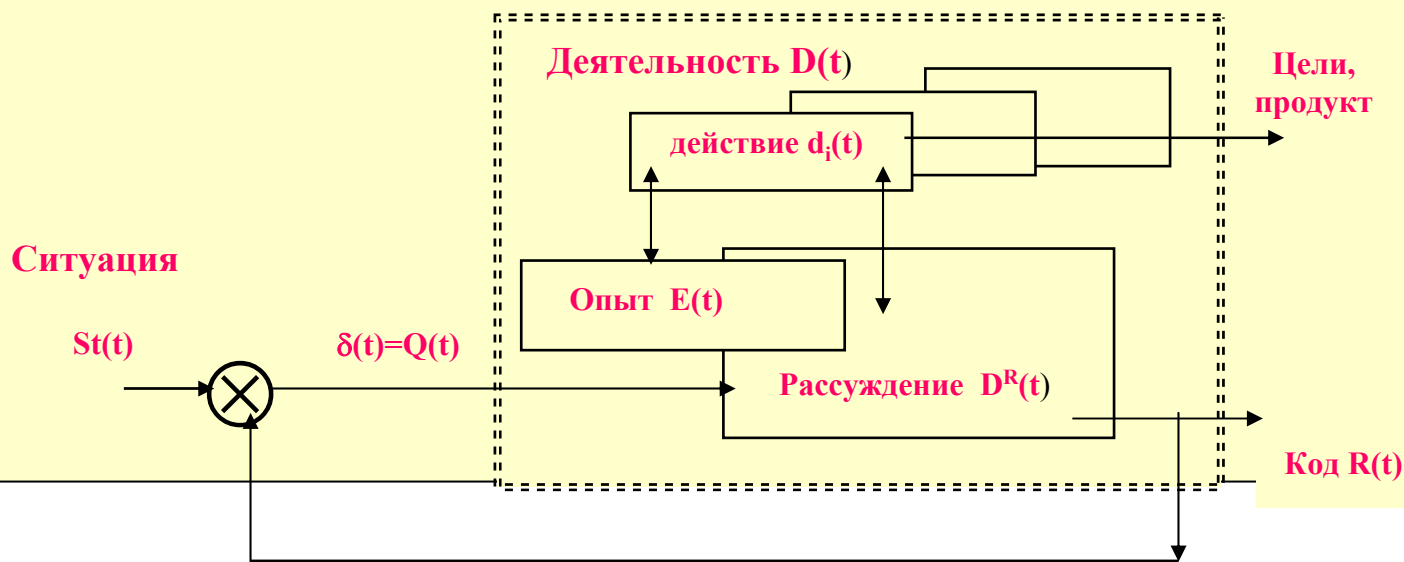 Деятельность D(t)
Цели,
продукт
действие dᵢ(t)
Ситуация
Опыт E(t)
St(t)
δ(t)=Q(t)
Рассуждение Dᴿ(t)
Код R(t)